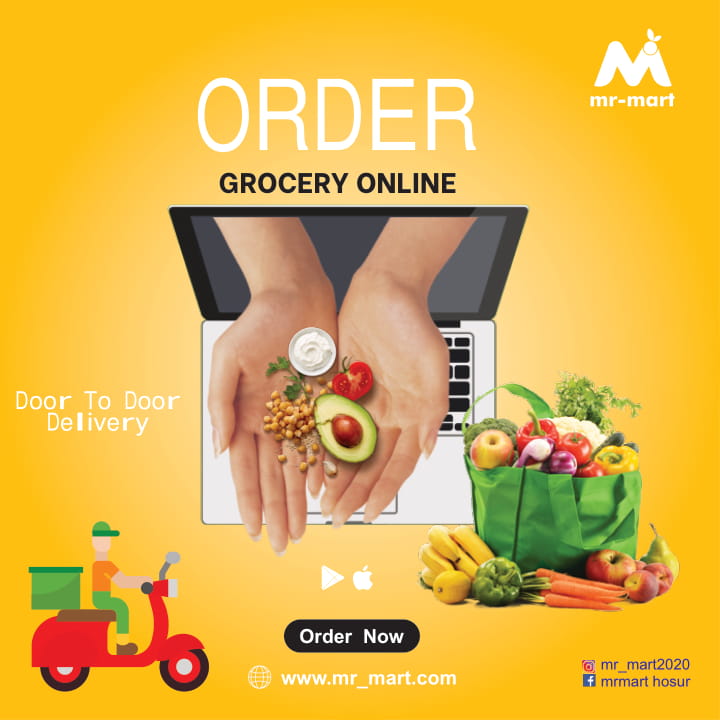 mr-mart
ORDER
GROCERY ONLINE
Door To Door
Delivery
Order Now
www.mr_mart.com
mr_mart2020
mrmart hosur